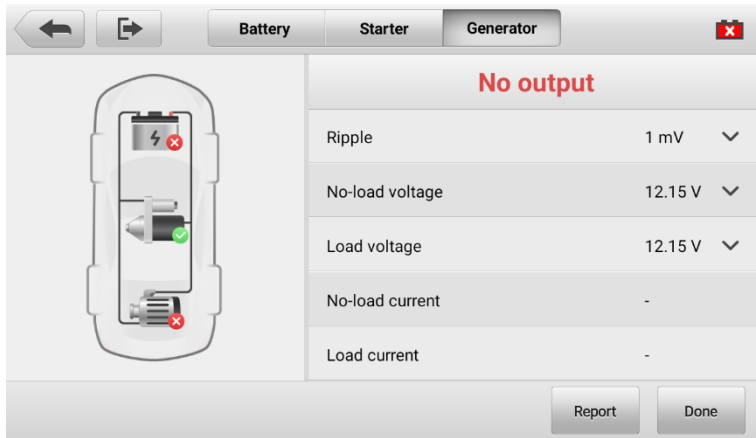 Battery Starter Generator
No output
Ripple 1 mV
No-load voltage 12.15 V
Load voltage 12.15 V
No-load current -
Load current -
Report Done